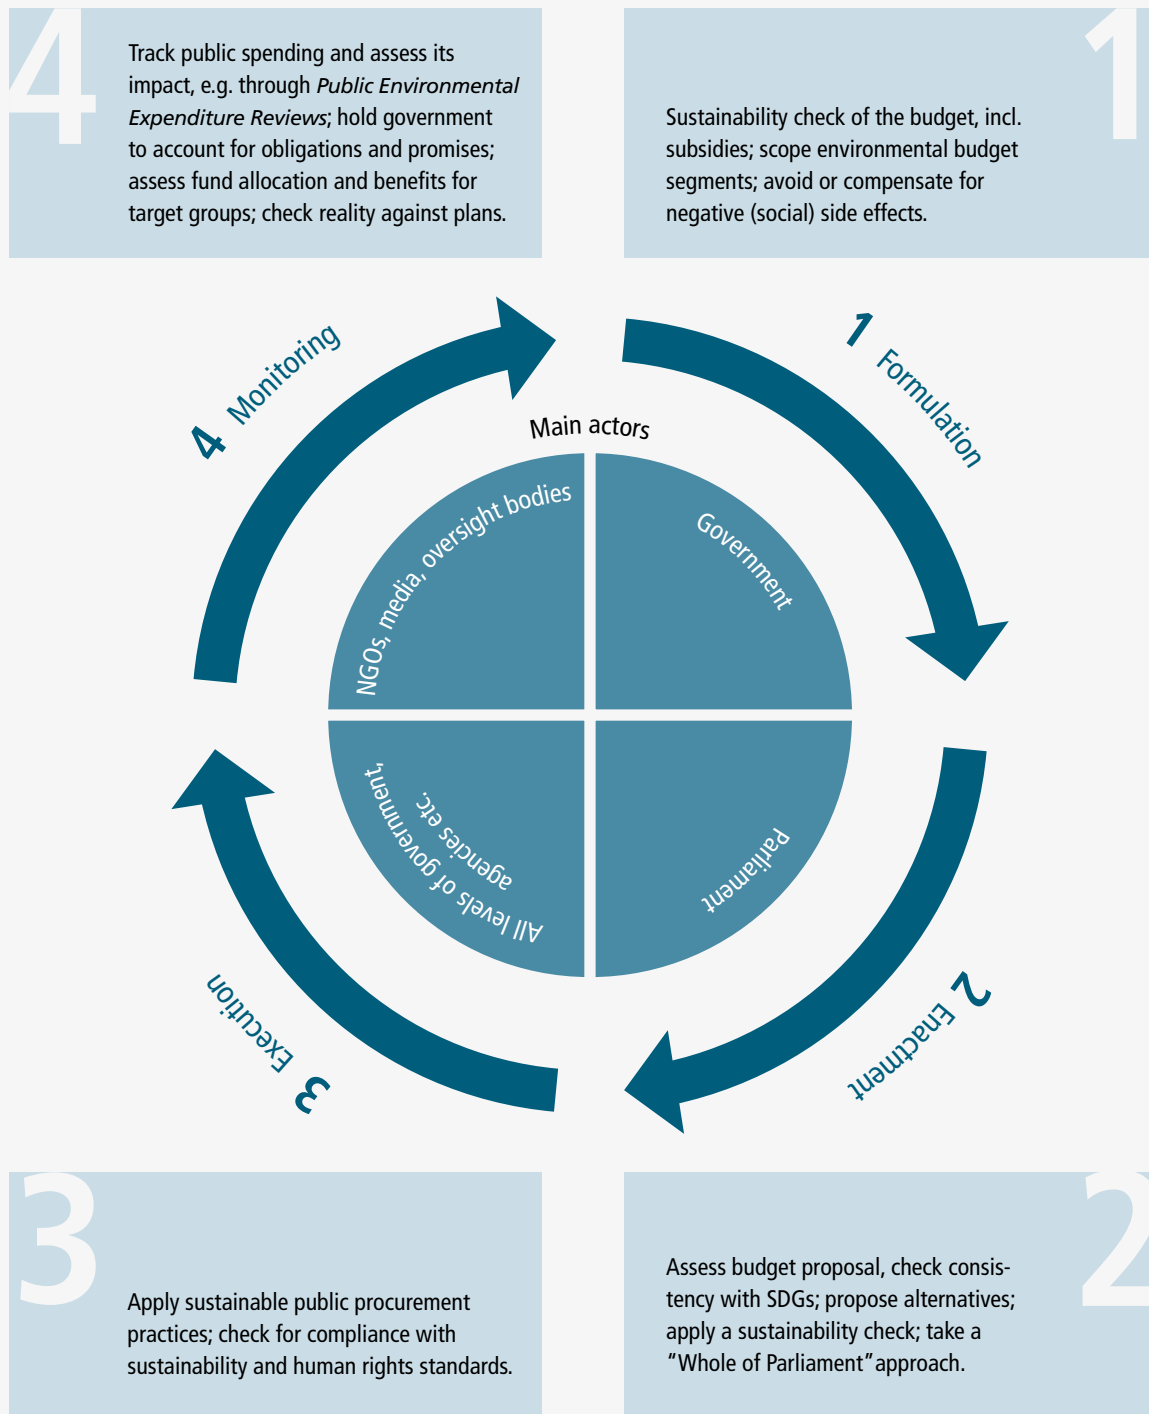 4
Track public spending and assess its
impact, e.g. through Public Environmental
Expenditure Reviews; hold government
to account for obligations and promises;
assess fund allocation and benefits for
target groups; check reality against plans.
1
Sustainability check of the budget, incl.
subsidies; scope environmental budget
segments; avoid or compensate for
negative (social) side effects.
4 Monitoring
1 Formulation
Main actors
NGOs, media, oversight bodies
Government
All levels of government,
agencies etc.
Parliament
3 Execution
2 Enactment
3
Apply sustainable public procurement
practices; check for compliance with
sustainability and human rights standards.
2
Assess budget proposal, check consis-
tency with SDGs; propose alternatives;
apply a sustainability check; take a
“Whole of Parliament” approach.